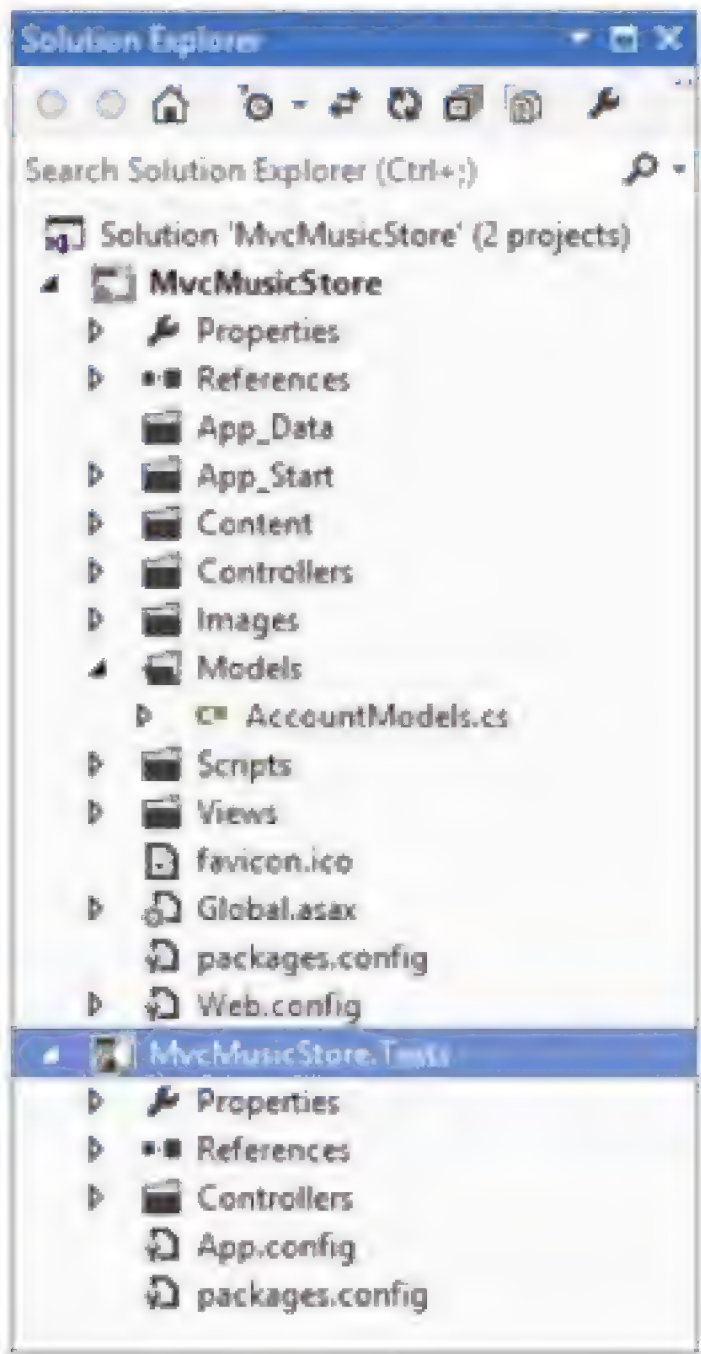 Solution Explorer
Search Solution Explorer (Ctrl+;)
Solution 'MvcMusicStore' (2 projects)
MvcMusicStore
Properties
References
App_Data
App_Start
Content
Controllers
Images
Models
C# AccountModels.cs
Scripts
Views
favicon.ico
Global.asax
packages.config
Web.config
MvcMusicStore.Tests
Properties
References
Controllers
App.config
packages.config